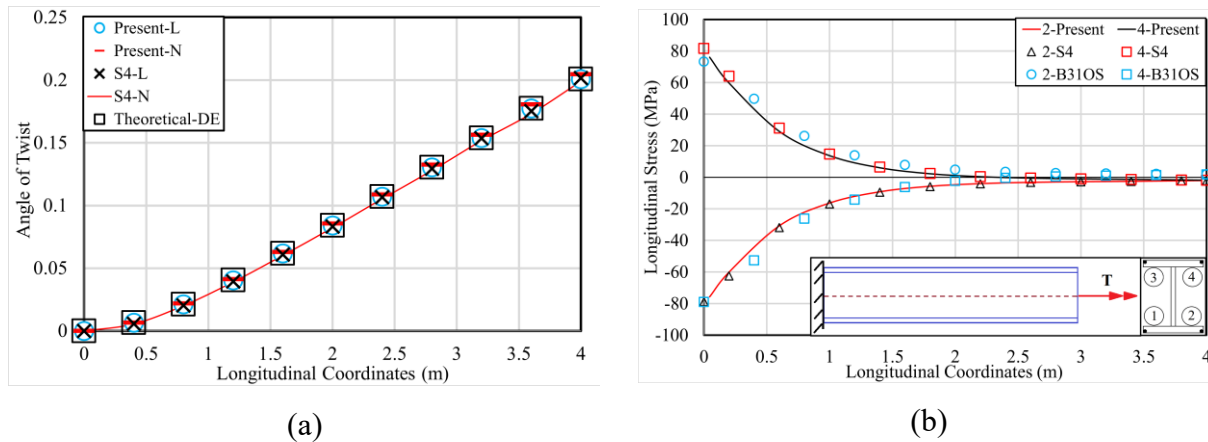 0.25
0.2
0.15
0.1
0.05
0
0 0.5 1 1.5 2 2.5 3 3.5 4
Angle of Twist
Longitudinal Coordinates (m)
Present-L
Present-N
S4-L
S4-N
Theoretical-DE
(a)
100
80
60
40
20
0
-20
-40
-60
-80
-100
0 0.5 1 1.5 2 2.5 3 3.5 4
Longitudinal Stress (MPa)
Longitudinal Coordinates (m)
2-Present 4-Present
2-S4 4-S4
2-B31OS 4-B31OS
T
3 4
1 2
(b)